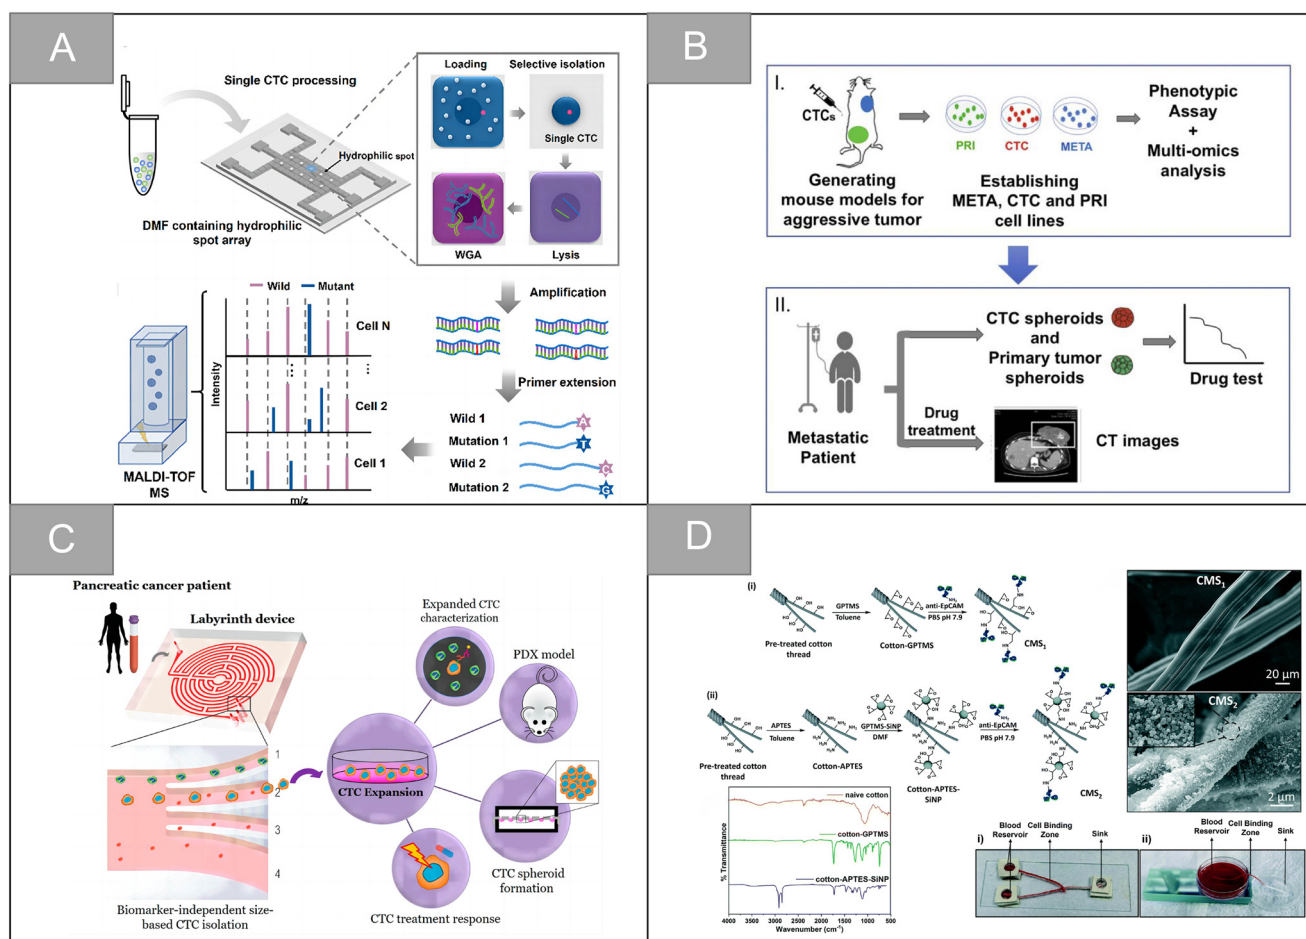 A
Single CTC processing
Loading
Selective isolation
Single CTC
Hydrophilic spot
DMF containing hydrophilic
spot array
WGA
Lysis
Wild
Mutant
Amplification
Cell N
Intensity
Primer extension
Cell 2
Wild 1
A
Mutation 1
T
Wild 2
C
Mutation 2
G
Cell 1
MALDI-TOF
MS
m/z
B
I.
CTCs
PRI
CTC
META
Phenotypic
Assay
+
Multi-omics
analysis
Generating
mouse models for
aggressive tumor
Establishing
META, CTC and PRI
cell lines
II.
CTC spheroids
and
Primary tumor
spheroids
Drug test
Drug
treatment
Metastatic
Patient
CT images
C
Pancreatic cancer
patient
Labyrinth device
1
2
3
4
Biomarker-independent size-
based CTC isolation
Expanded CTC
characterization
PDX model
CTC Expansion
CTC spheroid
formation
CTC treatment response
D
(i)
GPTMS
Toluene
anti-EpCAM
PBS pH 7.9
Pre-treated cotton
thread
Cotton-GPTMS
CMS1
(ii)
APTES
Toluene
GPTMS-SiNP
DMF
anti-EpCAM
PBS pH 7.9
Pre-treated cotton
thread
Cotton-APTES
Cotton-APTES-
SiNP
CMS2
CMS1
20 µm
CMS2
2 µm
naive cotton
cotton-GPTMS
cotton-APTES-SiNP
% Transmittance
4000 3500 3000 2500 2000 1500 1000 500
Wavenumber (cm-1)
i)
Blood
Reservoir
Cell Binding
Zone
Sink
ii)
Blood
Reservoir
Cell Binding
Zone
Sink